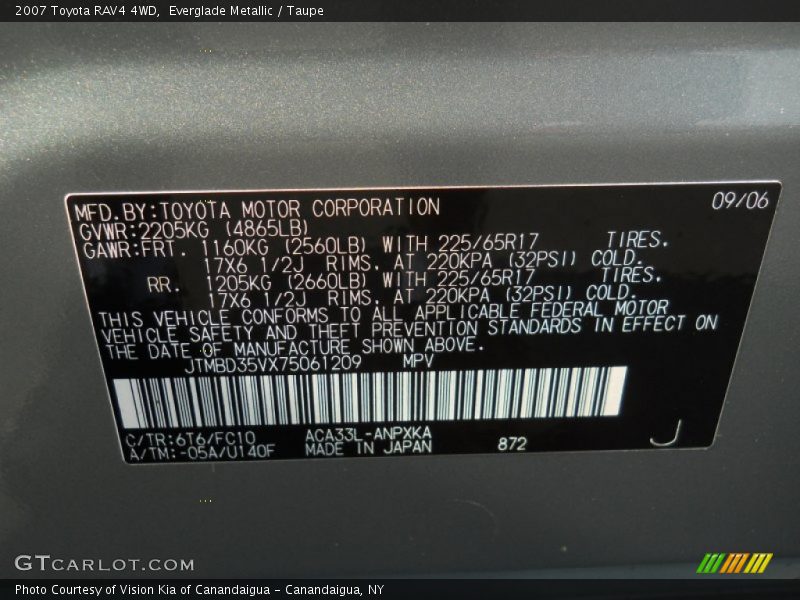 2007 Toyota RAV4 4WD, Everglade Metallic / Taupe
09/06
MFD.BY:TOYOTA MOTOR CORPORATION
GVWR:2205KG (4865LB)
GAWR:FRT. 1160KG (2560LB) WITH 225/65R17 TIRES.
17X6 1/2J RIMS. AT 220KPA (32PSI) COLD.
RR. 1205KG (2660LB) WITH 225/65R17 TIRES.
17X6 1/2J RIMS. AT 220KPA (32PSI) COLD.
THIS VEHICLE CONFORMS TO ALL APPLICABLE FEDERAL MOTOR
VEHICLE SAFETY AND THEFT PREVENTION STANDARDS IN EFFECT ON
THE DATE OF MANUFACTURE SHOWN ABOVE.
JTMBD35VX75061209 MPV
C/TR:6T6/FC10 ACA33L-ANPXKA
A/TM:-05A/U140F MADE IN JAPAN 872 J
GTCARLOT.COM
Photo Courtesy of Vision Kia of Canandaigua - Canandaigua, NY